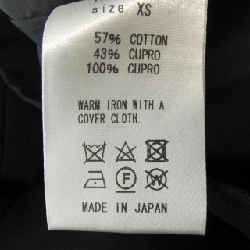 size XS
57% COTTON
43% CUPRO
100% CUPRO
WARM IRON WITH A
COVER CLOTH.
F W
MADE IN JAPAN